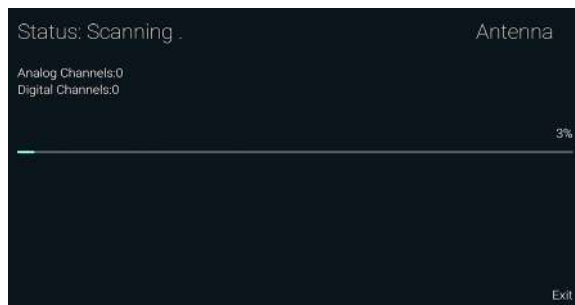 Status: Scanning .
Antenna
Analog Channels:0
Digital Channels:0
3%
Exit